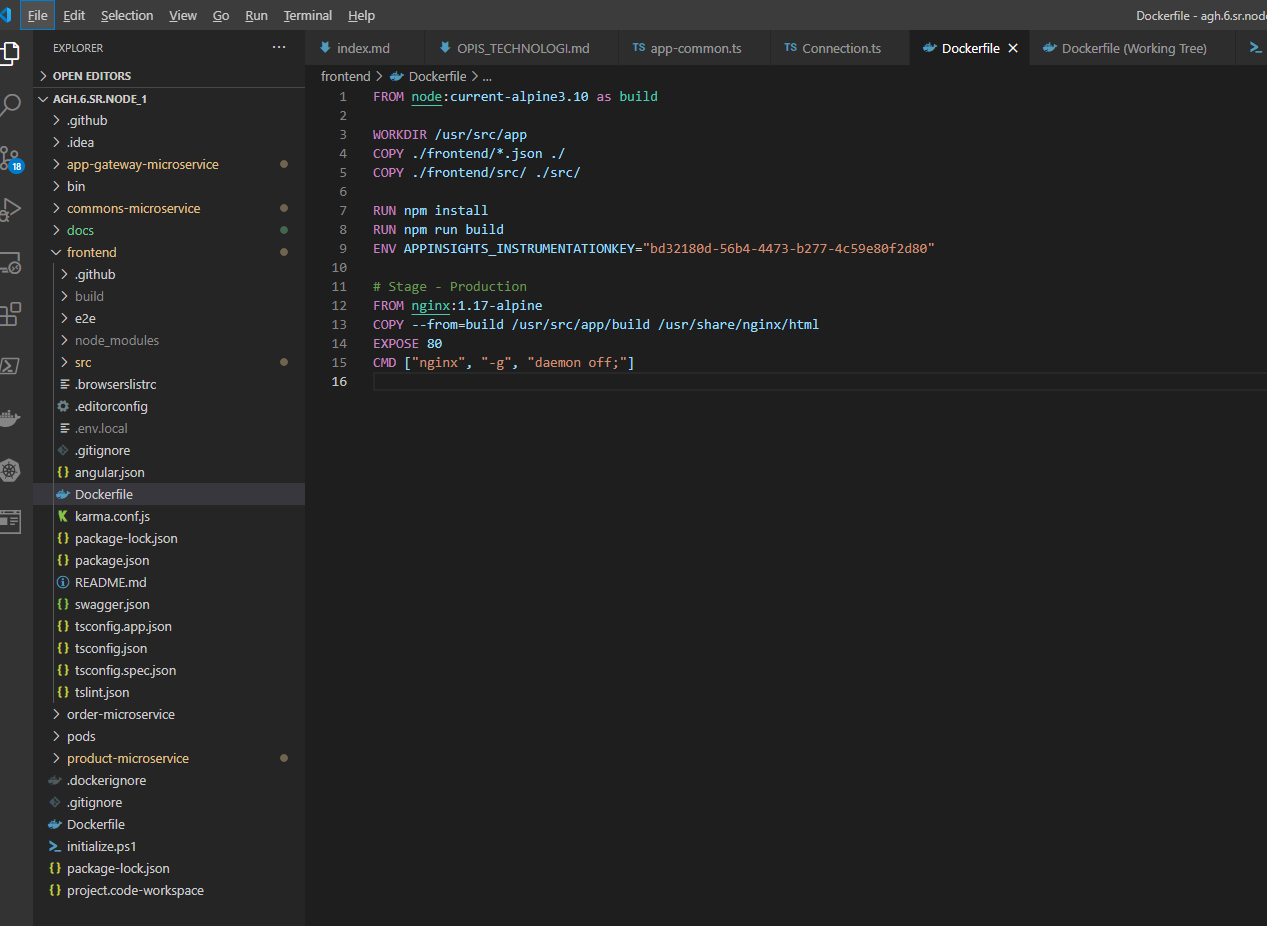 File Edit Selection View Go Run Terminal Help
Dockerfile - agh.6.sr.node
EXPLORER ...
index.md OPIS_TECHNOLOGI.md TS app-common.ts TS Connection.ts Dockerfile Dockerfile (Working Tree)
OPEN EDITORS
AGH.6.SR.NODE_1
.github
.idea
app-gateway-microservice
bin
commons-microservice
docs
frontend
.github
build
e2e
node_modules
src
.browserslistrc
.editorconfig
.env.local
.gitignore
{} angular.json
Dockerfile
karma.conf.js
{} package-lock.json
{} package.json
README.md
{} swagger.json
{} tsconfig.app.json
{} tsconfig.json
{} tsconfig.spec.json
{} tslint.json
order-microservice
pods
product-microservice
.dockerignore
.gitignore
Dockerfile
initialize.ps1
{} package-lock.json
{} project.code-workspace
18
frontend > Dockerfile > ...
1 FROM node:current-alpine3.10 as build
2
3 WORKDIR /usr/src/app
4 COPY ./frontend/*.json ./
5 COPY ./frontend/src/ ./src/
6
7 RUN npm install
8 RUN npm run build
9 ENV APPINSIGHTS_INSTRUMENTATIONKEY="bd32180d-56b4-4473-b277-4c59e80f2d80"
10
11 # Stage - Production
12 FROM nginx:1.17-alpine
13 COPY --from=build /usr/src/app/build /usr/share/nginx/html
14 EXPOSE 80
15 CMD ["nginx", "-g", "daemon off;"]
16